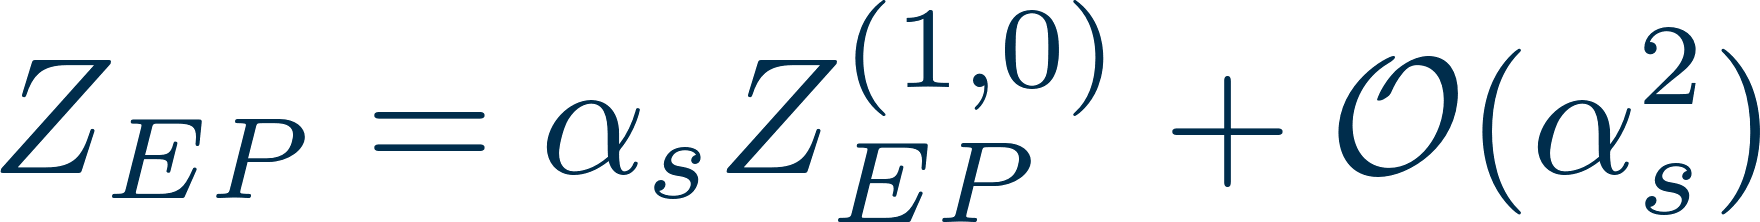 $Z_{EP} = \alpha_s Z_{EP}^{(1,0)} + \mathcal{O}(\alpha_s^2)$